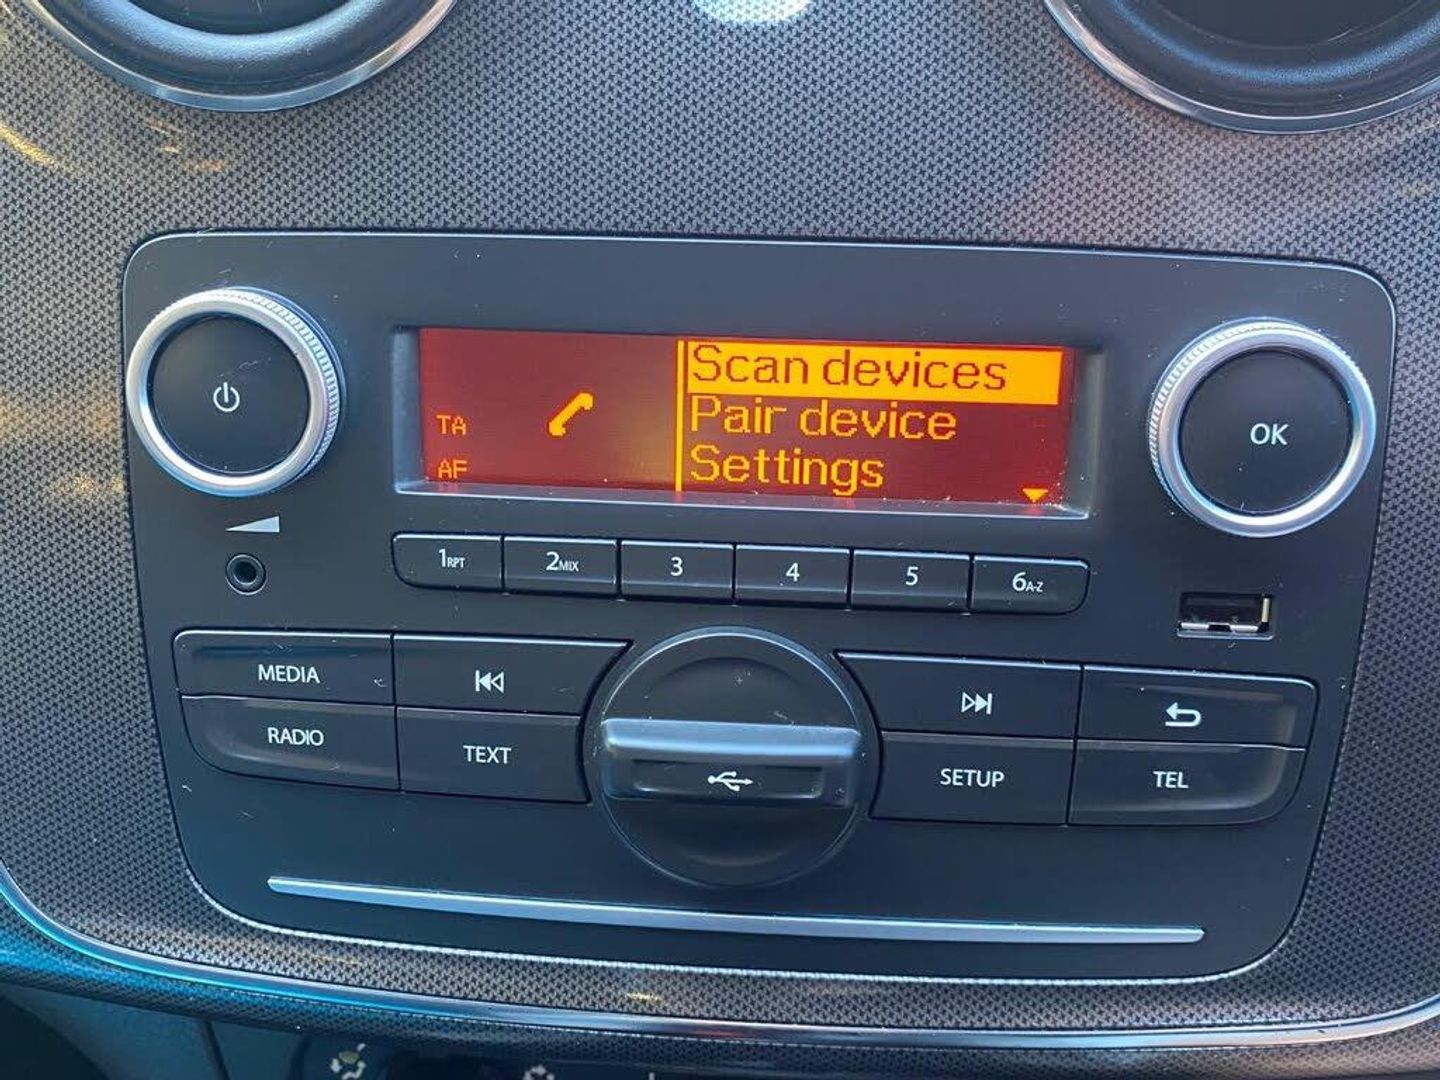 Scan devices
Pair device
TA
AF
Settings
OK
1RPT
2MIX
3
4
5
6A-Z
MEDIA
RADIO
TEXT
SETUP
TEL